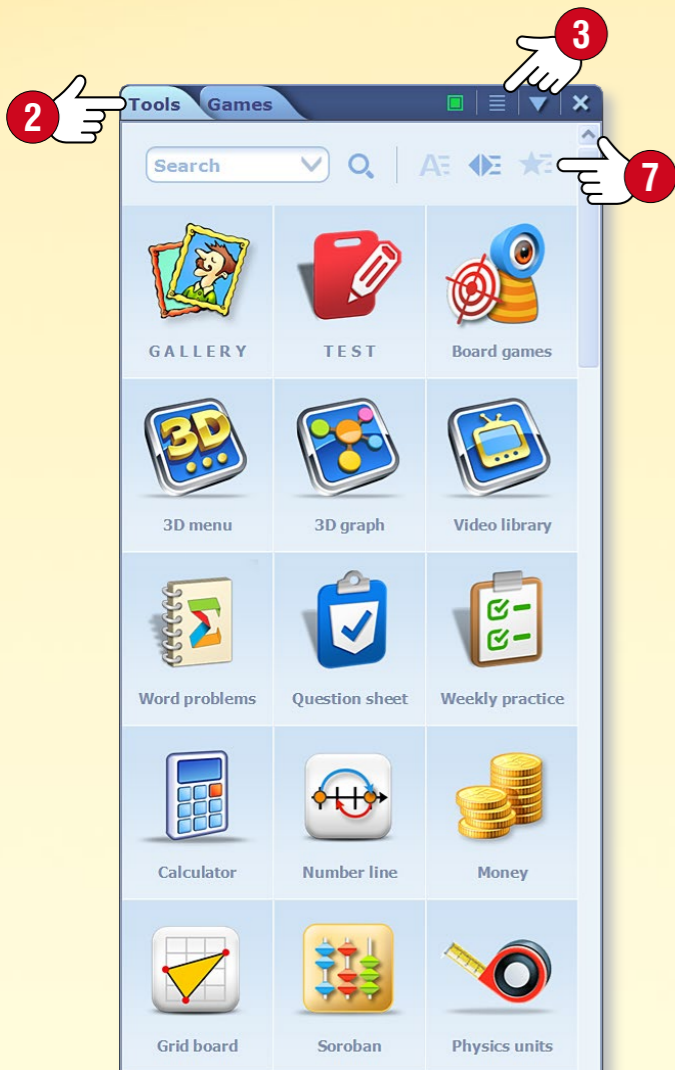 3
2
Tools Games
Search A
7
GALLERY TEST Board games
3D
3D menu 3D graph Video library
Σ
Word problems Question sheet Weekly practice
Calculator Number line Money
Grid board Soroban Physics units